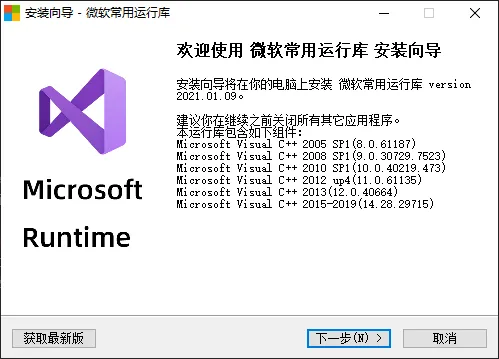 安装向导 - 微软常用运行库
欢迎使用 微软常用运行库 安装向导
安装向导将在你的电脑上安装 微软常用运行库 version
2021.01.09。
建议你在继续之前关闭所有其它应用程序。
本运行库包含如下组件:
Microsoft Visual C++ 2005 SP1(8.0.61187)
Microsoft Visual C++ 2008 SP1(9.0.30729.7523)
Microsoft Visual C++ 2010 SP1(10.0.40219.473)
Microsoft Visual C++ 2012 up4(11.0.61135)
Microsoft Visual C++ 2013(12.0.40664)
Microsoft Visual C++ 2015-2019(14.28.29715)
Microsoft
Runtime
获取最新版
下一步(N) >
取消